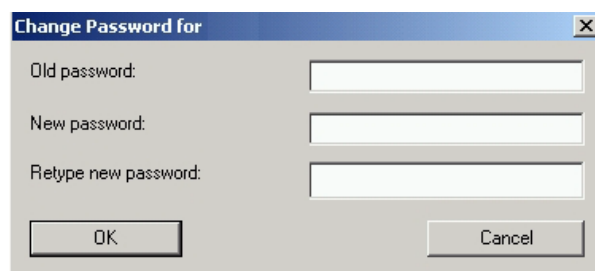 Change Password for
Old password:
New password:
Retype new password:
OK Cancel